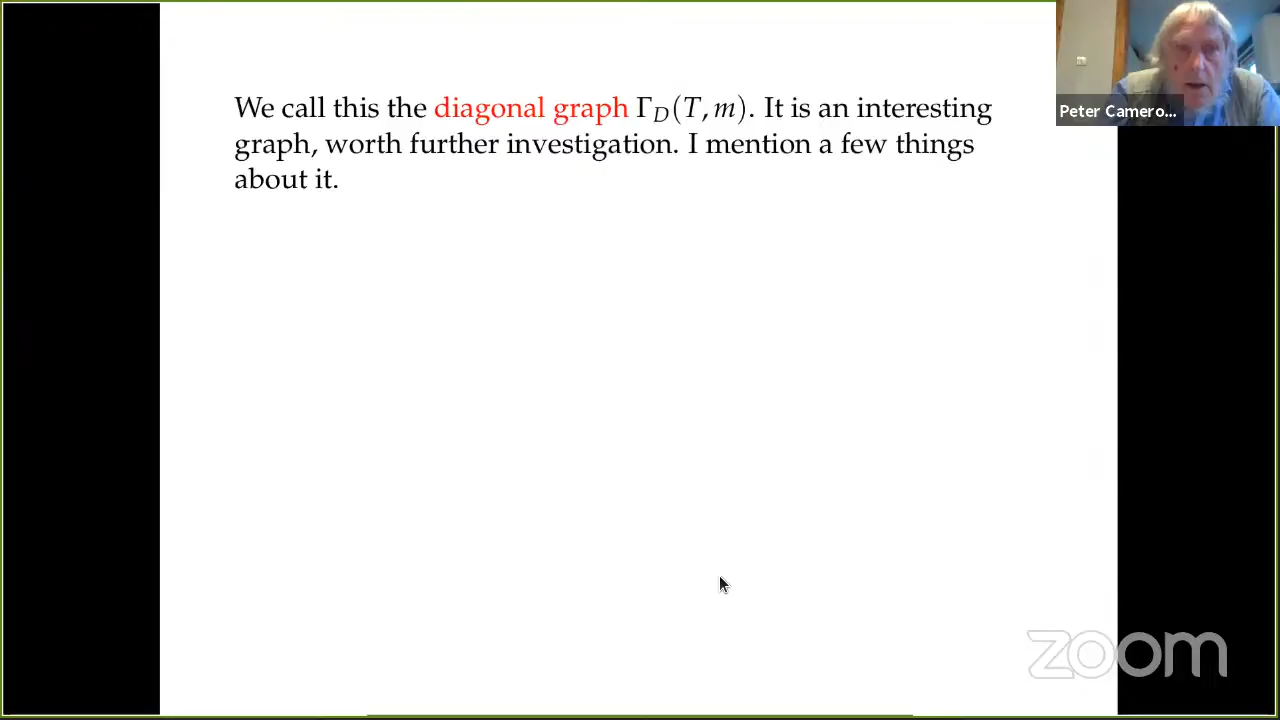 We call this the diagonal graph Γ_D(T, m). It is an interesting
graph, worth further investigation. I mention a few things
about it.
Peter Camero...
zoom